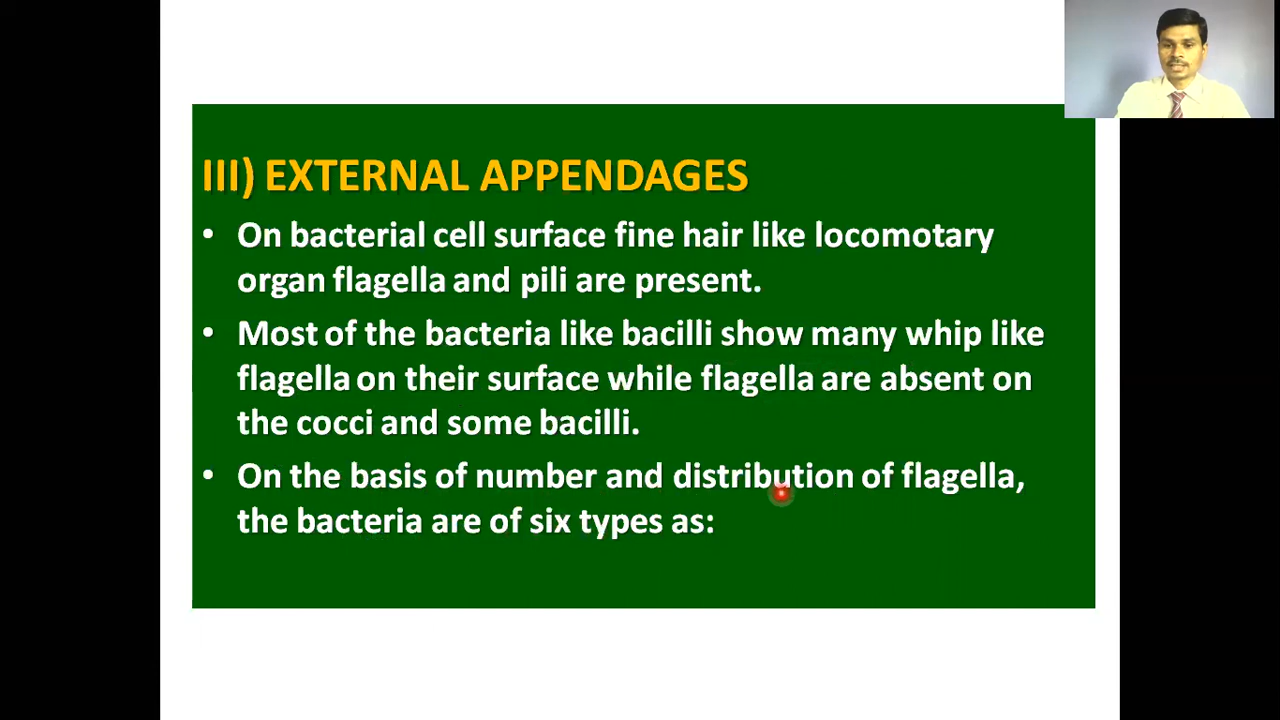 III) EXTERNAL APPENDAGES
• On bacterial cell surface fine hair like locomotary
organ flagella and pili are present.
• Most of the bacteria like bacilli show many whip like
flagella on their surface while flagella are absent on
the cocci and some bacilli.
• On the basis of number and distribution of flagella,
the bacteria are of six types as: